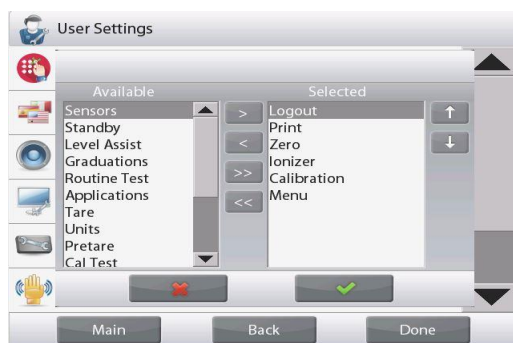 User Settings
Available
Selected
Sensors
Standby
Level Assist
Graduations
Routine Test
Applications
Tare
Units
Pretare
Cal Test
>
<
>>
<<
Logout
Print
Zero
Ionizer
Calibration
Menu
Main
Back
Done